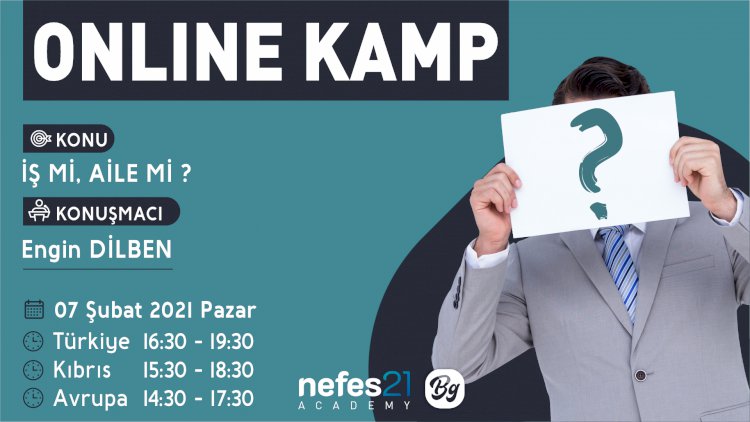 ONLINE KAMP
KONU
İŞ Mİ, AİLE Mİ ?
KONUŞMACI
Engin DİLBEN
07 Şubat 2021 Pazar
Türkiye 16:30 - 19:30
Kıbrıs 15:30 - 18:30
Avrupa 14:30 - 17:30
?
nefes21
ACADEMY
Bg